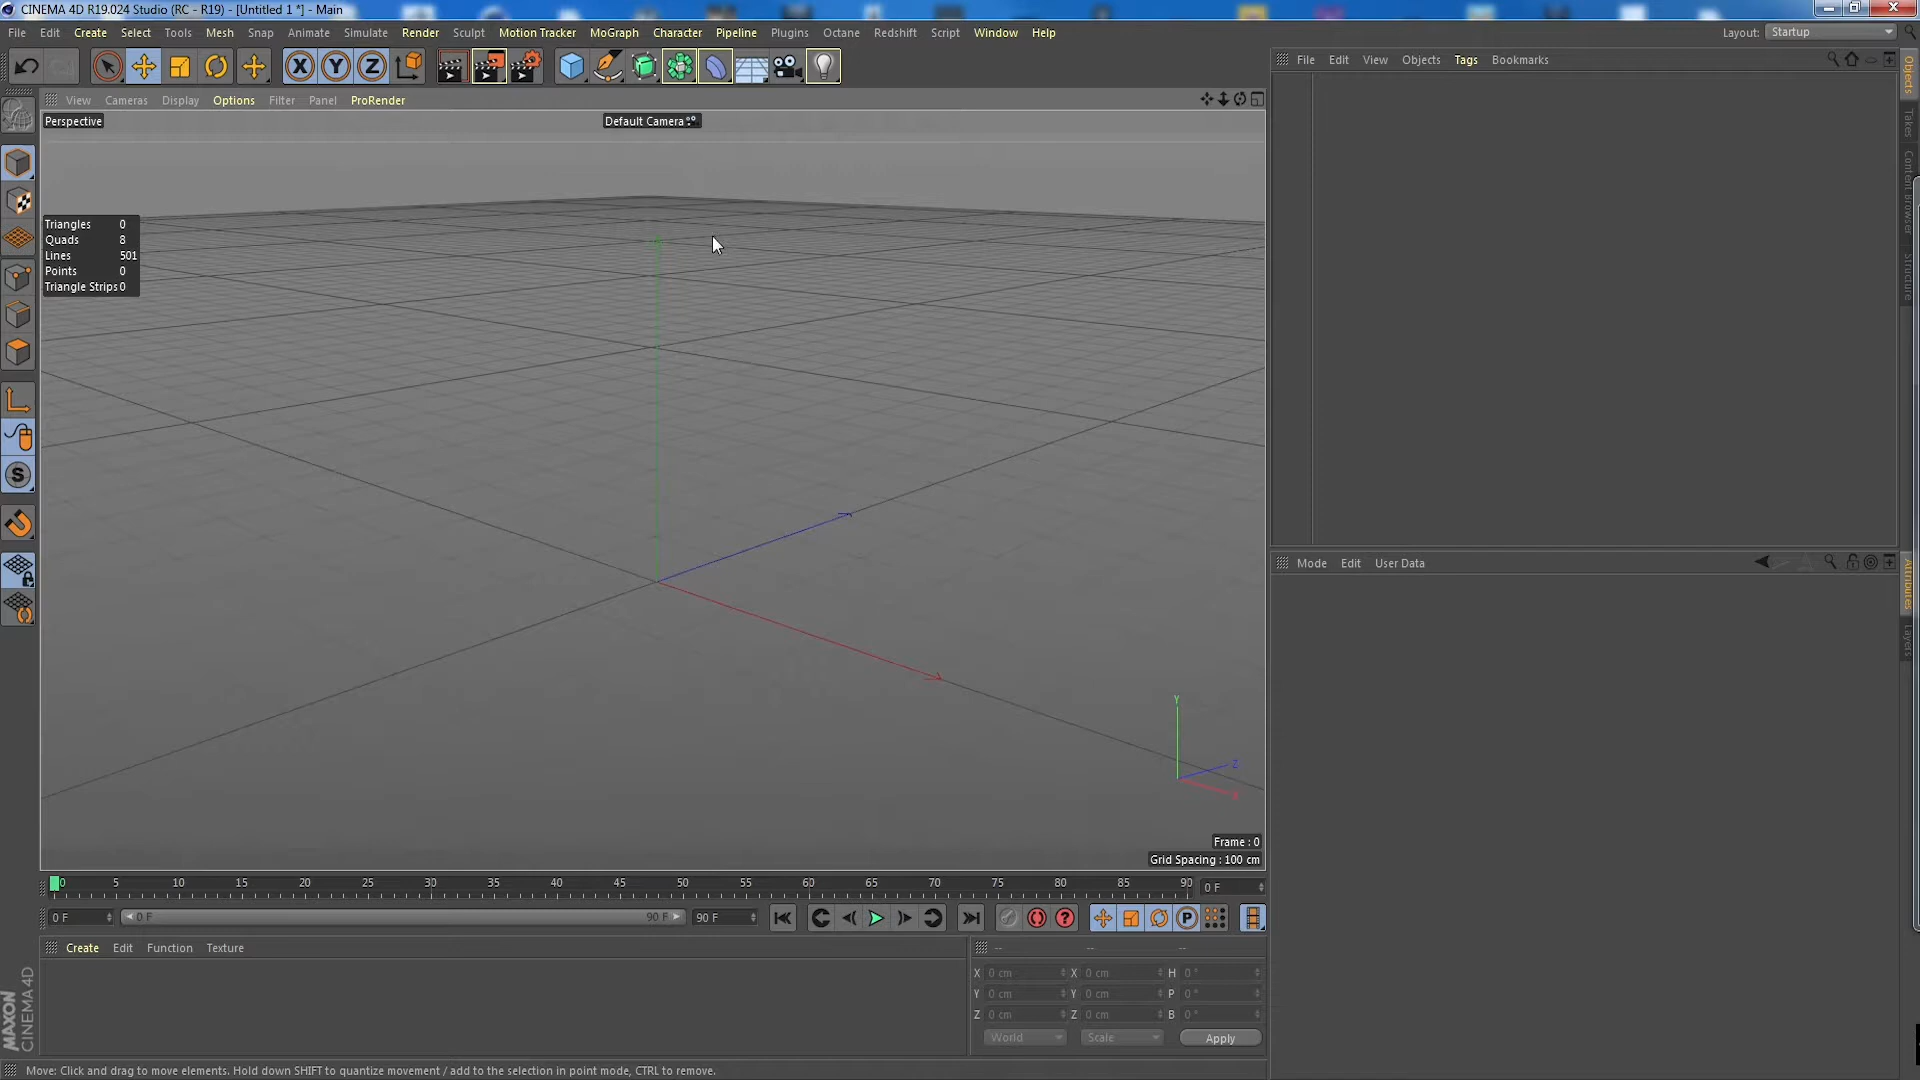 CINEMA 4D R19.024 Studio (RC - R19) - [Untitled 1 *] - Main
File Edit Create Select Tools Mesh Snap Animate Simulate Render Sculpt Motion Tracker MoGraph Character Pipeline Plugins Octane Redshift Script Window Help Layout: Startup
X Y Z
File Edit View Objects Tags Bookmarks
View Cameras Display Options Filter Panel ProRender
Perspective
Default Camera
Triangles 0
Quads 8
Lines 501
Points 0
Triangle Strips 0
S
Y
Z
X
Frame : 0
Grid Spacing : 100 cm
Objects
Takes
Content Browser
Structure
Mode Edit User Data
Attributes
Layers
0 5 10 15 20 25 30 35 40 45 50 55 60 65 70 75 80 85 90 0 F
0 F 0 F 90 F 90 F ? P
Create Edit Function Texture
-- -- --
X 0 cm X 0 cm H 0 °
Y 0 cm Y 0 cm P 0 °
Z 0 cm Z 0 cm B 0 °
World Scale Apply
MAXON
CINEMA 4D
Move: Click and drag to move elements. Hold down SHIFT to quantize movement / add to the selection in point mode, CTRL to remove.